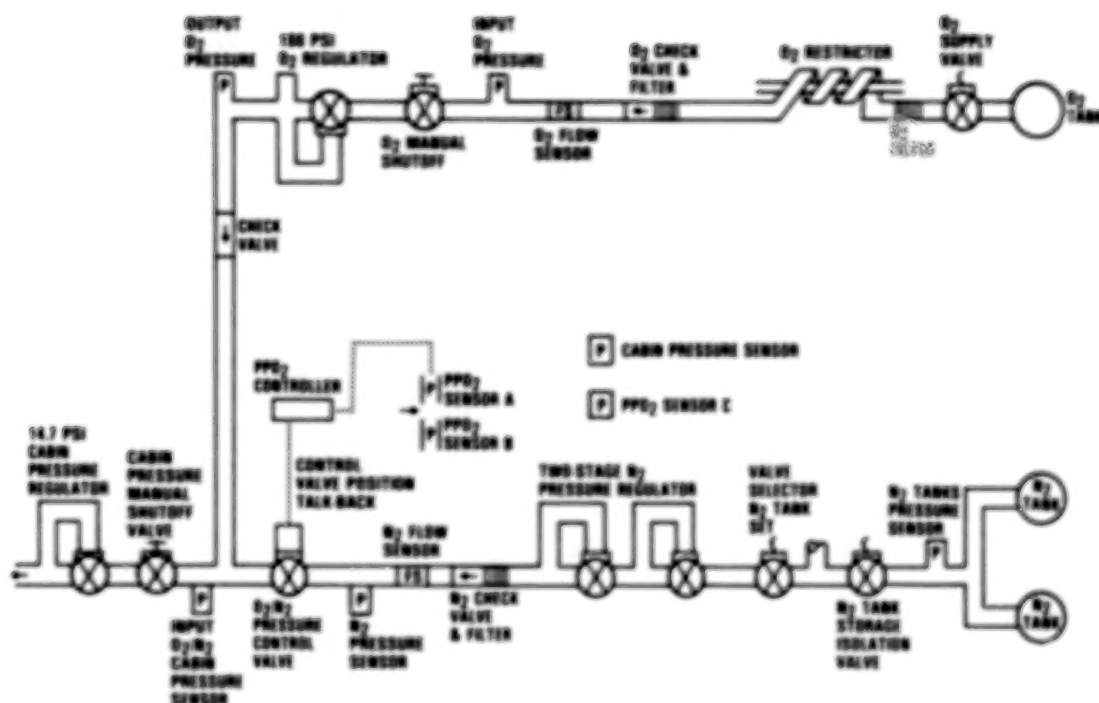 OUTPUT
O₂
PRESSURE
100 PSI
O₂ REGULATOR
INPUT
O₂
PRESSURE
O₂ CHECK
VALVE &
FILTER
O₂ RESTRICTOR
O₂
SUPPLY
VALVE
P
P
O₂
TANK
O₂ MANUAL
SHUTOFF
FS
O₂ FLOW
SENSOR
CHECK
VALVE
P CABIN PRESSURE SENSOR
PPO₂
CONTROLLER
P PPO₂
SENSOR A
P PPO₂
SENSOR B
P PPO₂ SENSOR C
14.7 PSI
CABIN
PRESSURE
REGULATOR
CABIN
PRESSURE
MANUAL
SHUTOFF
VALVE
CONTROL
VALVE POSITION
TALK-BACK
TWO-STAGE N₂
PRESSURE REGULATOR
VALVE
SELECTOR
N₂ TANK
SET
N₂ TANKS
PRESSURE
SENSOR
N₂
TANK
N₂ FLOW
SENSOR
FS
P
P
P
P
INPUT
O₂/N₂
CABIN
PRESSURE
SENSOR
O₂/N₂
PRESSURE
CONTROL
VALVE
N₂
PRESSURE
SENSOR
N₂ CHECK
VALVE
& FILTER
N₂ TANK
STORAGE
ISOLATION
VALVE
N₂
TANK